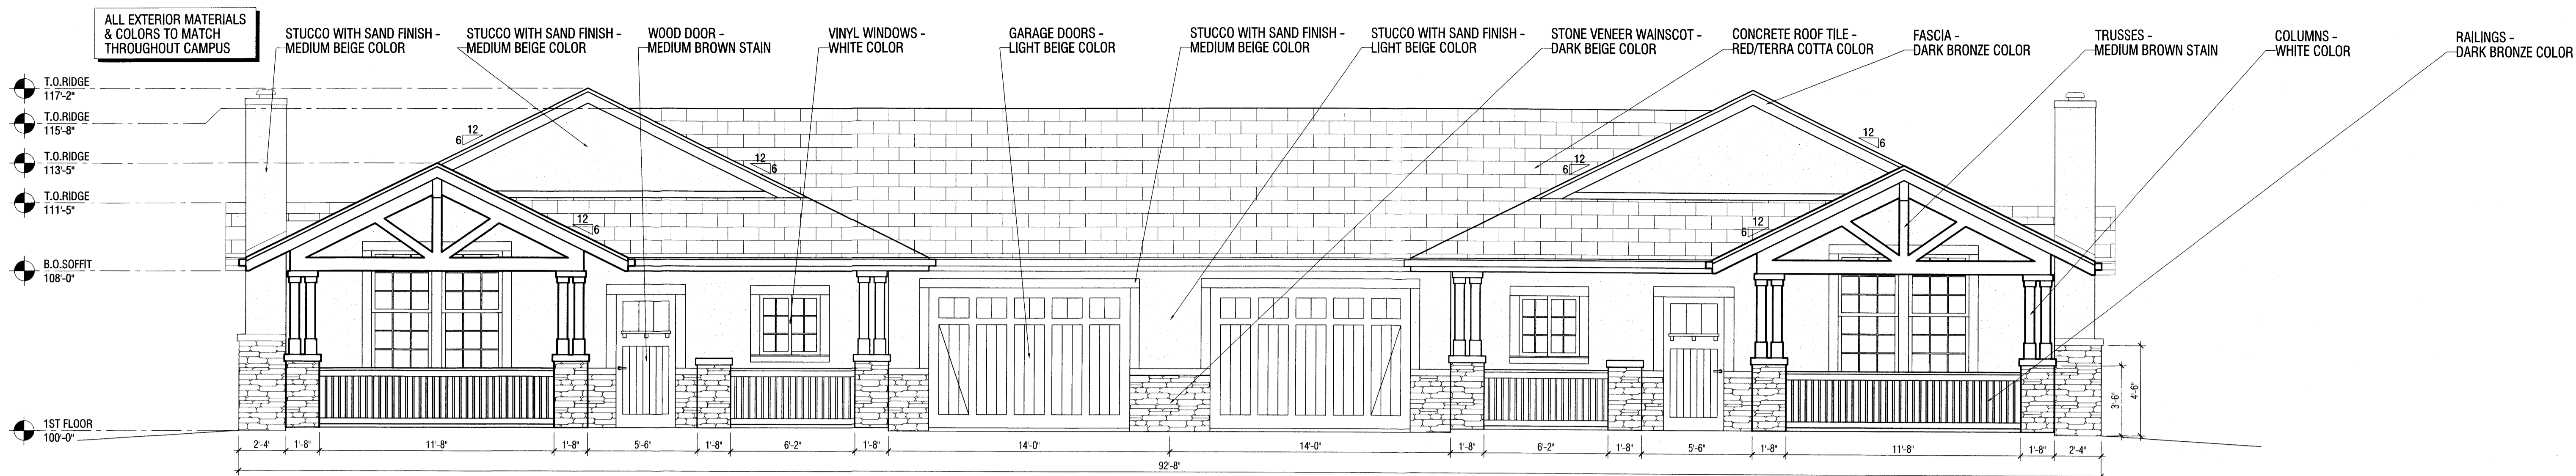 ALL EXTERIOR MATERIALS
& COLORS TO MATCH
THROUGHOUT CAMPUS
STUCCO WITH SAND FINISH -
MEDIUM BEIGE COLOR
STUCCO WITH SAND FINISH -
MEDIUM BEIGE COLOR
WOOD DOOR -
MEDIUM BROWN STAIN
VINYL WINDOWS -
WHITE COLOR
GARAGE DOORS -
LIGHT BEIGE COLOR
STUCCO WITH SAND FINISH -
MEDIUM BEIGE COLOR
STUCCO WITH SAND FINISH -
LIGHT BEIGE COLOR
STONE VENEER WAINSCOT -
DARK BEIGE COLOR
CONCRETE ROOF TILE -
RED/TERRA COTTA COLOR
FASCIA -
DARK BRONZE COLOR
TRUSSES -
MEDIUM BROWN STAIN
COLUMNS -
WHITE COLOR
RAILINGS -
DARK BRONZE COLOR
T.O.RIDGE
117'-2"
T.O.RIDGE
115'-8"
T.O.RIDGE
113'-5"
T.O.RIDGE
111'-5"
B.O.SOFFIT
108'-0"
1ST FLOOR
100'-0"
12
6
12
6
12
6
12
6
12
6
12
6
3'-6"
4'-6"
2'-4" 1'-8" 11'-8" 1'-8" 5'-6" 1'-8" 6'-2" 1'-8" 14'-0" 14'-0" 1'-8" 6'-2" 1'-8" 5'-6" 1'-8" 11'-8" 1'-8" 2'-4"
92'-8"